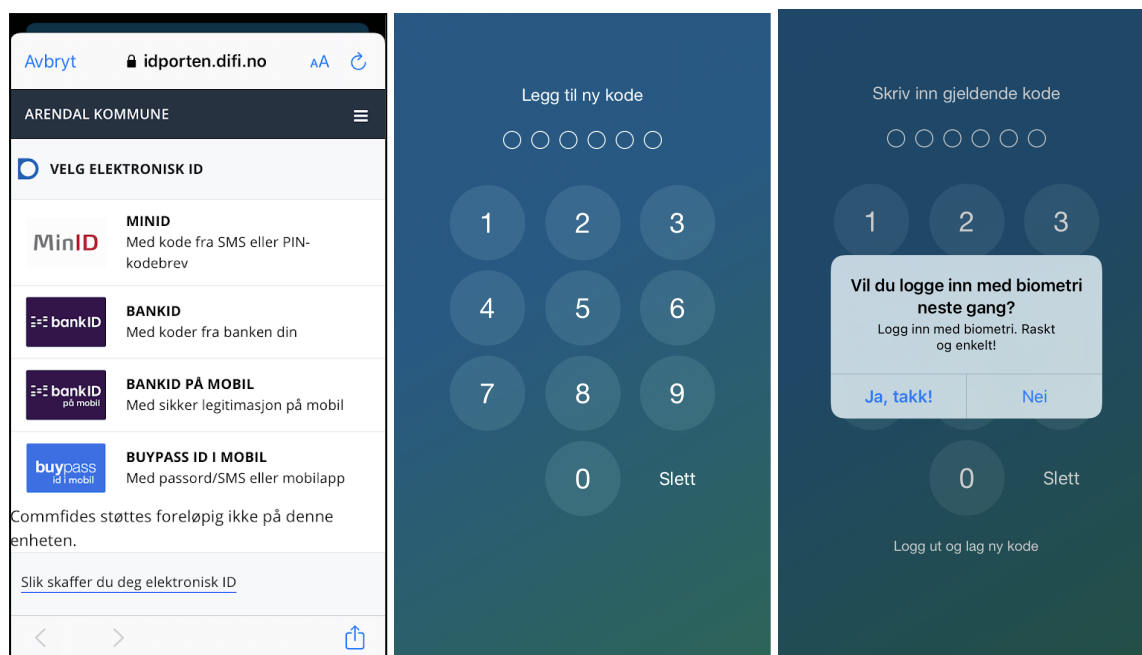 Avbryt
idporten.difi.no
AA
ARENDAL KOMMUNE
VELG ELEKTRONISK ID
MinID
MINID
Med kode fra SMS eller PIN-
kodebrev
bankID
BANKID
Med koder fra banken din
bankID
på mobil
BANKID PÅ MOBIL
Med sikker legitimasjon på mobil
buypass
id i mobil
BUYPASS ID I MOBIL
Med passord/SMS eller mobilapp
Commfides støttes foreløpig ikke på denne
enheten.
Slik skaffer du deg elektronisk ID
Legg til ny kode
1 2 3
4 5 6
7 8 9
0 Slett
Skriv inn gjeldende kode
1 2 3
Vil du logge inn med biometri
neste gang?
Logg inn med biometri. Raskt
og enkelt!
Ja, takk! Nei
0 Slett
Logg ut og lag ny kode